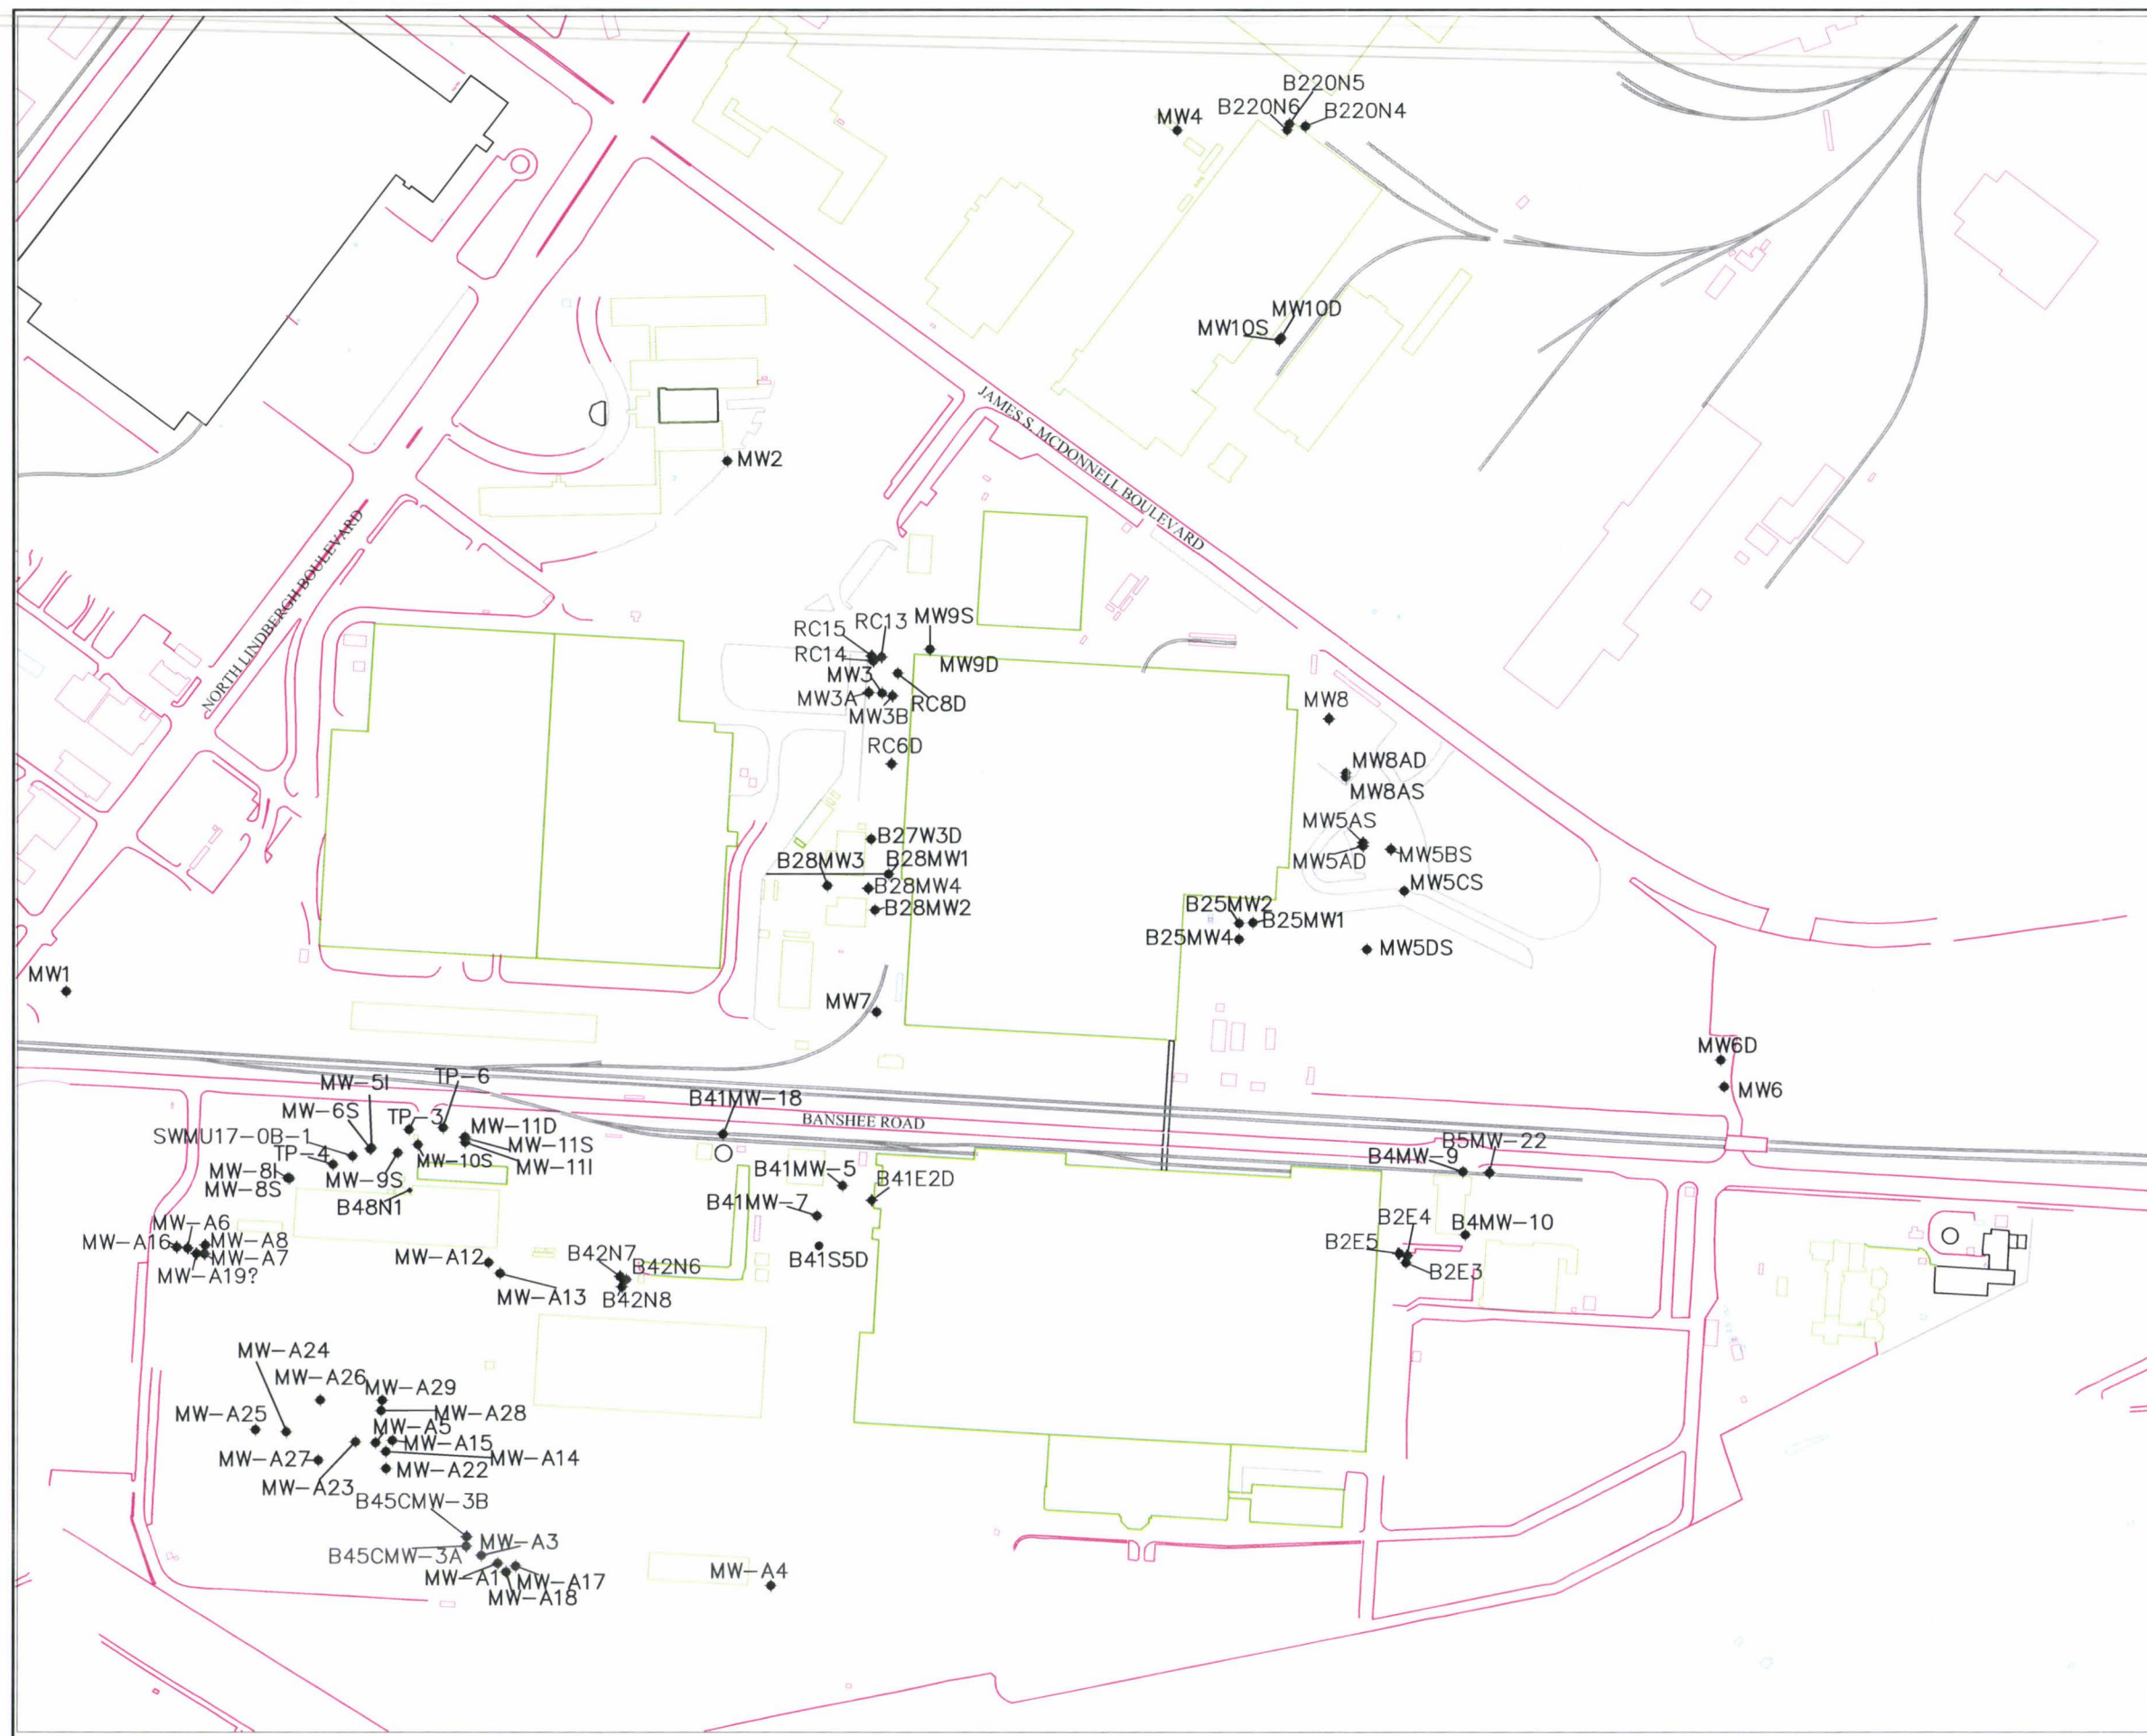 B220N5
B220N6
B220N4
MW4
MW10D
MW10S
JAMES S. MCDONNELL BOULEVARD
MW2
NORTH LINDBERGH BOULEVARD
RC13
MW9S
RC15
RC14
MW9D
MW3
MW3A
RC8D
MW3B
MW8
RC6D
MW8AD
MW8AS
MW5AS
B27W3D
B28MW3
B28MW1
MW5AD
MW5BS
B28MW4
MW5CS
B28MW2
B25MW2
B25MW1
B25MW4
MW5DS
MW1
MW7
MW6D
MW6
TP-6
MW-5I
MW-6S
TP-3
B41MW-18
BANSHEE ROAD
MW-11D
SWMU17-0B-1
MW-11S
B5MW-22
TP-4
MW-10S
MW-11I
B4MW-9
MW-8I
MW-9S
B41MW-5
MW-8S
B41E2D
B48N1
B41MW-7
MW-A6
B2E4
B4MW-10
MW-A16
MW-A8
B2E5
MW-A7
MW-A12
B42N7
B41S5D
MW-A19?
B42N6
B2E3
MW-A13
B42N8
MW-A24
MW-A26
MW-A29
MW-A25
MW-A28
MW-A5
MW-A15
MW-A27
MW-A14
MW-A22
MW-A23
B45CMW-3B
MW-A3
B45CMW-3A
MW-A4
MW-A1
MW-A17
MW-A18